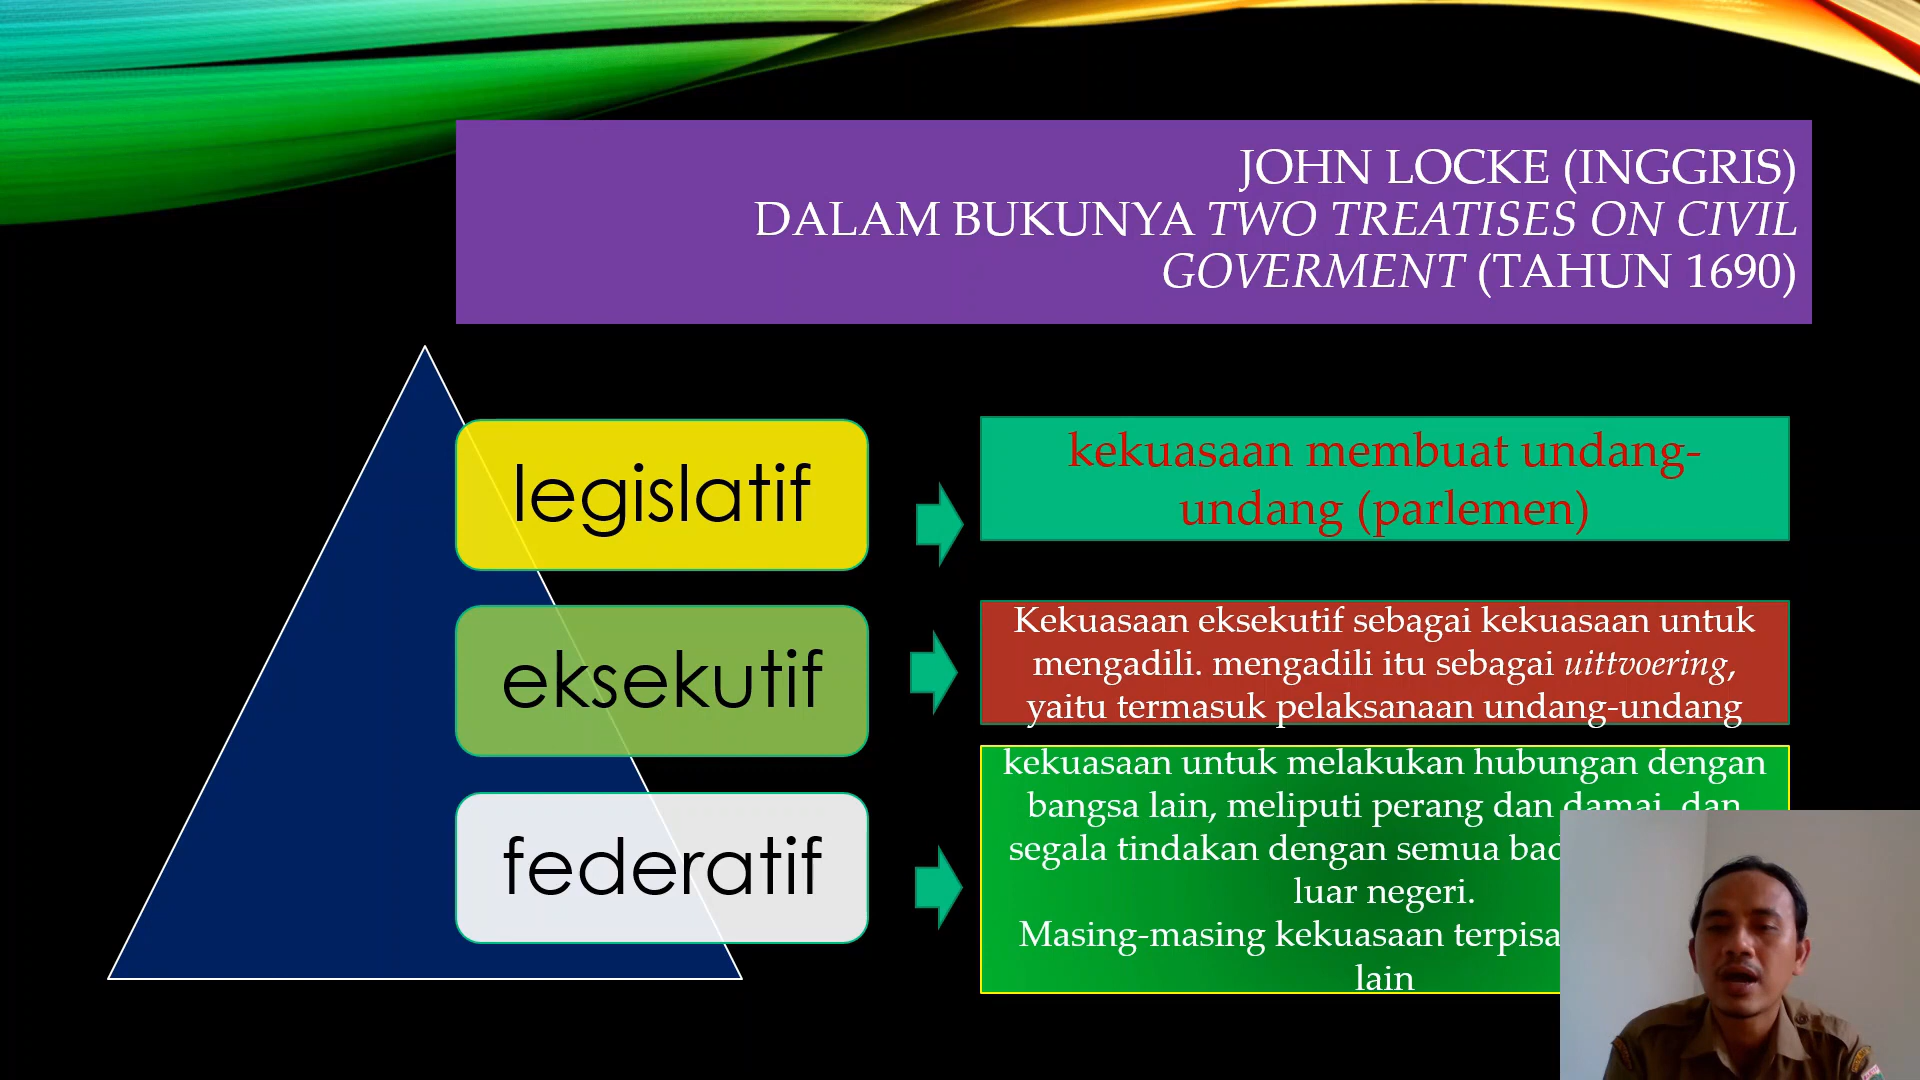 JOHN LOCKE (INGGRIS)
DALAM BUKUNYA TWO TREATISES ON CIVIL
GOVERMENT (TAHUN 1690)
legislatif
kekuasaan membuat undang-
undang (parlemen)
eksekutif
Kekuasaan eksekutif sebagai kekuasaan untuk
mengadili. mengadili itu sebagai uittvoering,
yaitu termasuk pelaksanaan undang-undang
federatif
kekuasaan untuk melakukan hubungan dengan
bangsa lain, meliputi perang dan damai, dan
segala tindakan dengan semua
luar negeri.
Masing-masing kekuasaan
lain